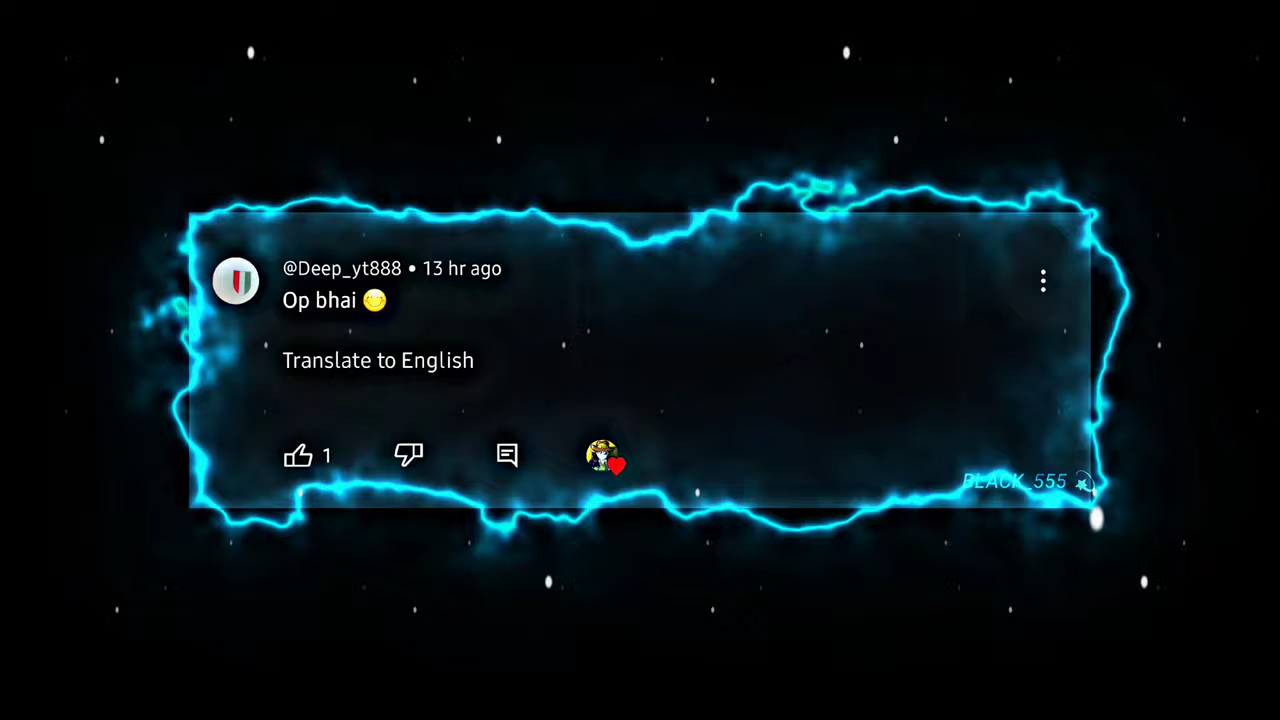 @Deep_yt888 • 13 hr ago
Op bhai 😊
Translate to English
1
BLACK_555